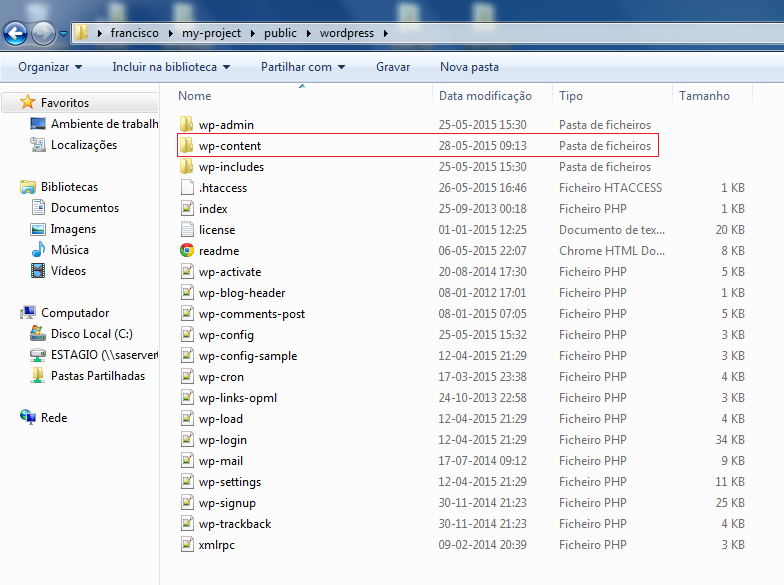 francisco my-project public wordpress
Organizar Incluir na biblioteca Partilhar com Gravar Nova pasta
Favoritos
Ambiente de trabalh
Localizações
Bibliotecas
Documentos
Imagens
Música
Vídeos
Computador
Disco Local (C:)
ESTAGIO (\\saservert
Pastas Partilhadas
Rede
Nome Data modificação Tipo Tamanho
wp-admin 25-05-2015 15:30 Pasta de ficheiros
wp-content 28-05-2015 09:13 Pasta de ficheiros
wp-includes 25-05-2015 15:30 Pasta de ficheiros
.htaccess 26-05-2015 16:46 Ficheiro HTACCESS 1 KB
index 25-09-2013 00:18 Ficheiro PHP 1 KB
license 01-01-2015 12:25 Documento de tex... 20 KB
readme 06-05-2015 22:07 Chrome HTML Do... 8 KB
wp-activate 20-08-2014 17:30 Ficheiro PHP 5 KB
wp-blog-header 08-01-2012 17:01 Ficheiro PHP 1 KB
wp-comments-post 08-01-2015 07:05 Ficheiro PHP 5 KB
wp-config 25-05-2015 15:32 Ficheiro PHP 3 KB
wp-config-sample 12-04-2015 21:29 Ficheiro PHP 3 KB
wp-cron 17-03-2015 23:38 Ficheiro PHP 4 KB
wp-links-opml 24-10-2013 22:58 Ficheiro PHP 3 KB
wp-load 12-04-2015 21:29 Ficheiro PHP 4 KB
wp-login 12-04-2015 21:29 Ficheiro PHP 34 KB
wp-mail 17-07-2014 09:12 Ficheiro PHP 9 KB
wp-settings 12-04-2015 21:29 Ficheiro PHP 11 KB
wp-signup 30-11-2014 21:23 Ficheiro PHP 25 KB
wp-trackback 30-11-2014 21:23 Ficheiro PHP 4 KB
xmlrpc 09-02-2014 20:39 Ficheiro PHP 3 KB